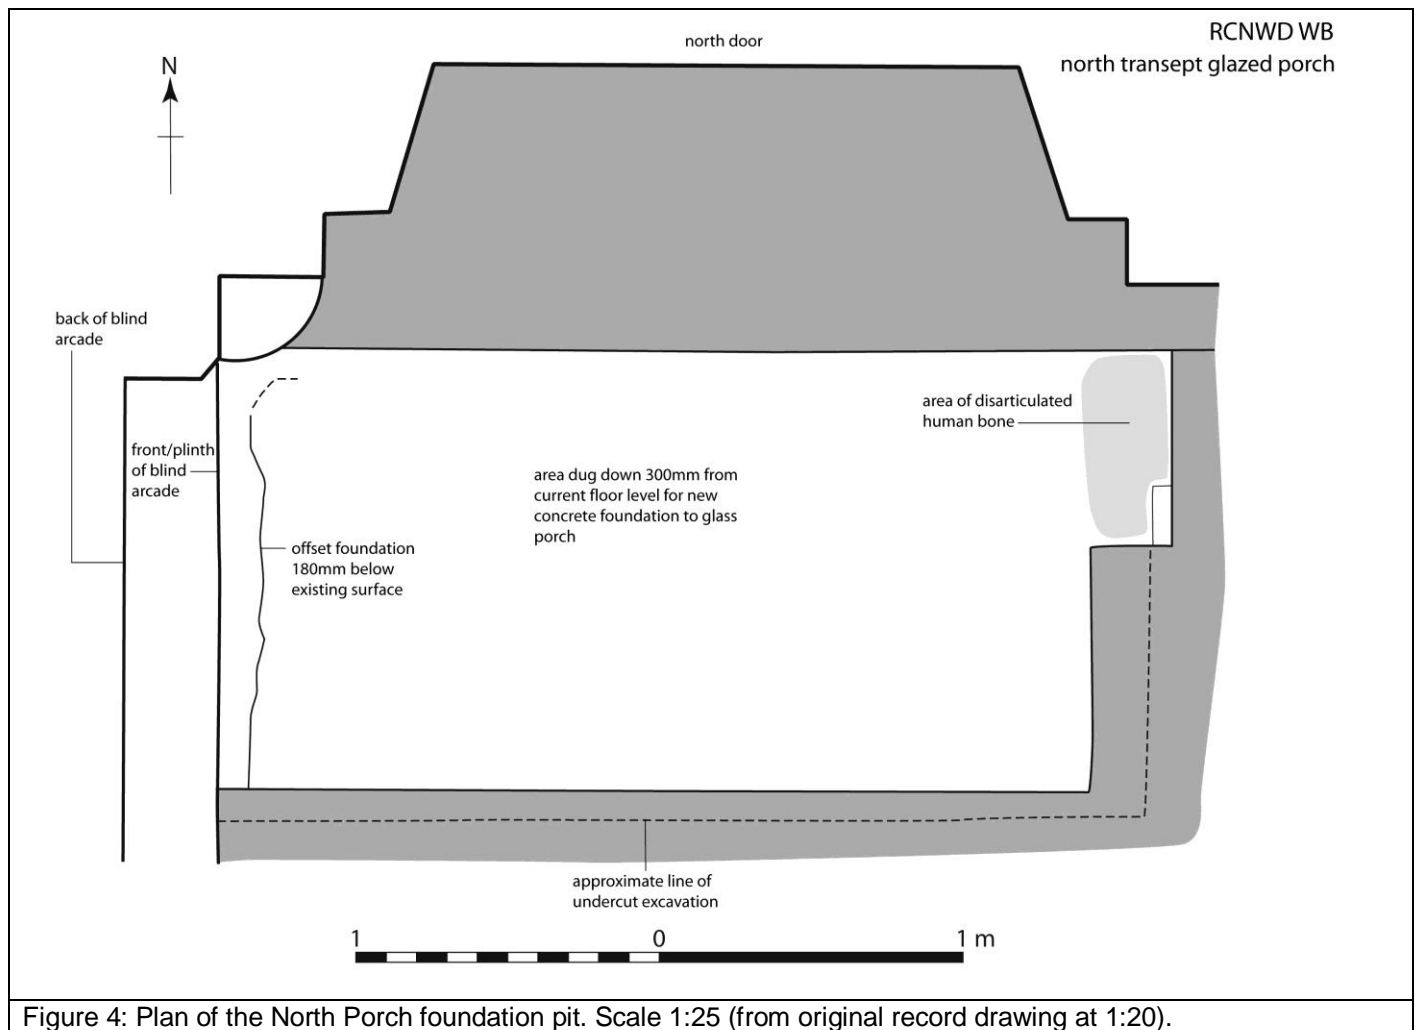 RCNWD WB
north transept glazed porch
north door
N
back of blind
arcade
front/plinth
of blind
arcade
offset foundation
180mm below
existing surface
area dug down 300mm from
current floor level for new
concrete foundation to glass
porch
area of disarticulated
human bone
approximate line of
undercut excavation
1 0 1 m
Figure 4: Plan of the North Porch foundation pit. Scale 1:25 (from original record drawing at 1:20).